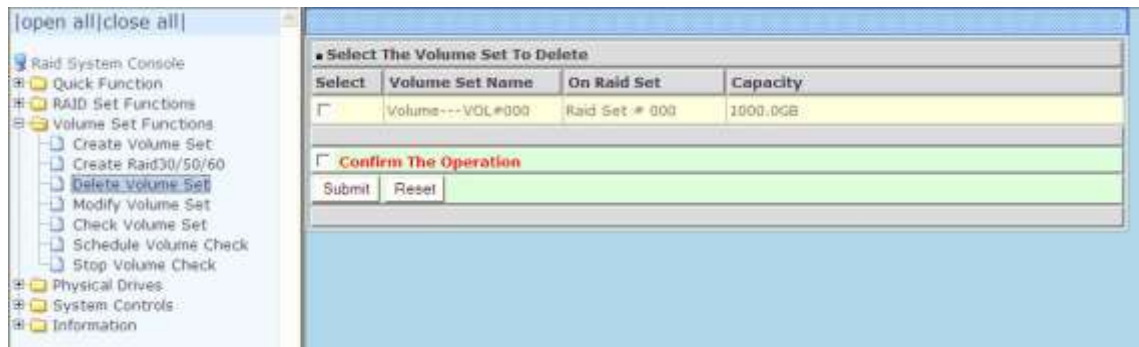 |open all|close all|
Raid System Console
Quick Function
RAID Set Functions
Volume Set Functions
Create Volume Set
Create Raid30/50/60
Delete Volume Set
Modify Volume Set
Check Volume Set
Schedule Volume Check
Stop Volume Check
Physical Drives
System Controls
Information
Select The Volume Set To Delete
Select Volume Set Name On Raid Set Capacity
Volume---VOL#000 Raid Set # 000 1000.0GB
Confirm The Operation
Submit Reset